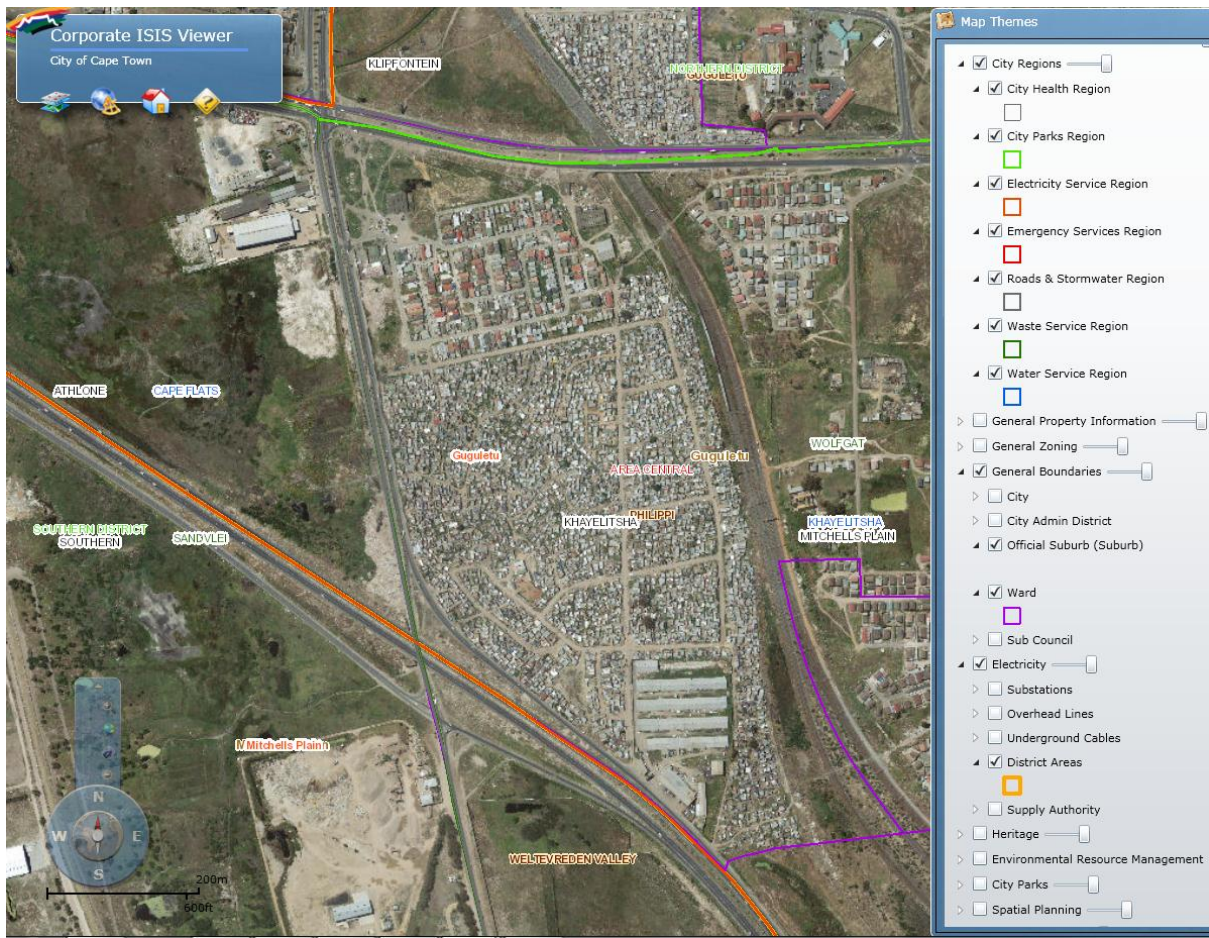 Corporate ISIS Viewer
City of Cape Town
KLIPFONTEIN
NORTHERN DISTRICT
GUGULETU
ATHLONE
CAPE FLATS
WOLFGAT
Guguletu
Guguletu
AREA CENTRAL
PHILIPPI
KHAYELITSHA
KHAYELITSHA
MITCHELLS PLAIN
SOUTHERN DISTRICT
SOUTHERN
SANDVLEI
Mitchells Plain
WELTEVREDEN VALLEY
N
W
E
S
200m
600ft
Map Themes
City Regions
City Health Region
City Parks Region
Electricity Service Region
Emergency Services Region
Roads & Stormwater Region
Waste Service Region
Water Service Region
General Property Information
General Zoning
General Boundaries
City
City Admin District
Official Suburb (Suburb)
Ward
Sub Council
Electricity
Substations
Overhead Lines
Underground Cables
District Areas
Supply Authority
Heritage
Environmental Resource Management
City Parks
Spatial Planning